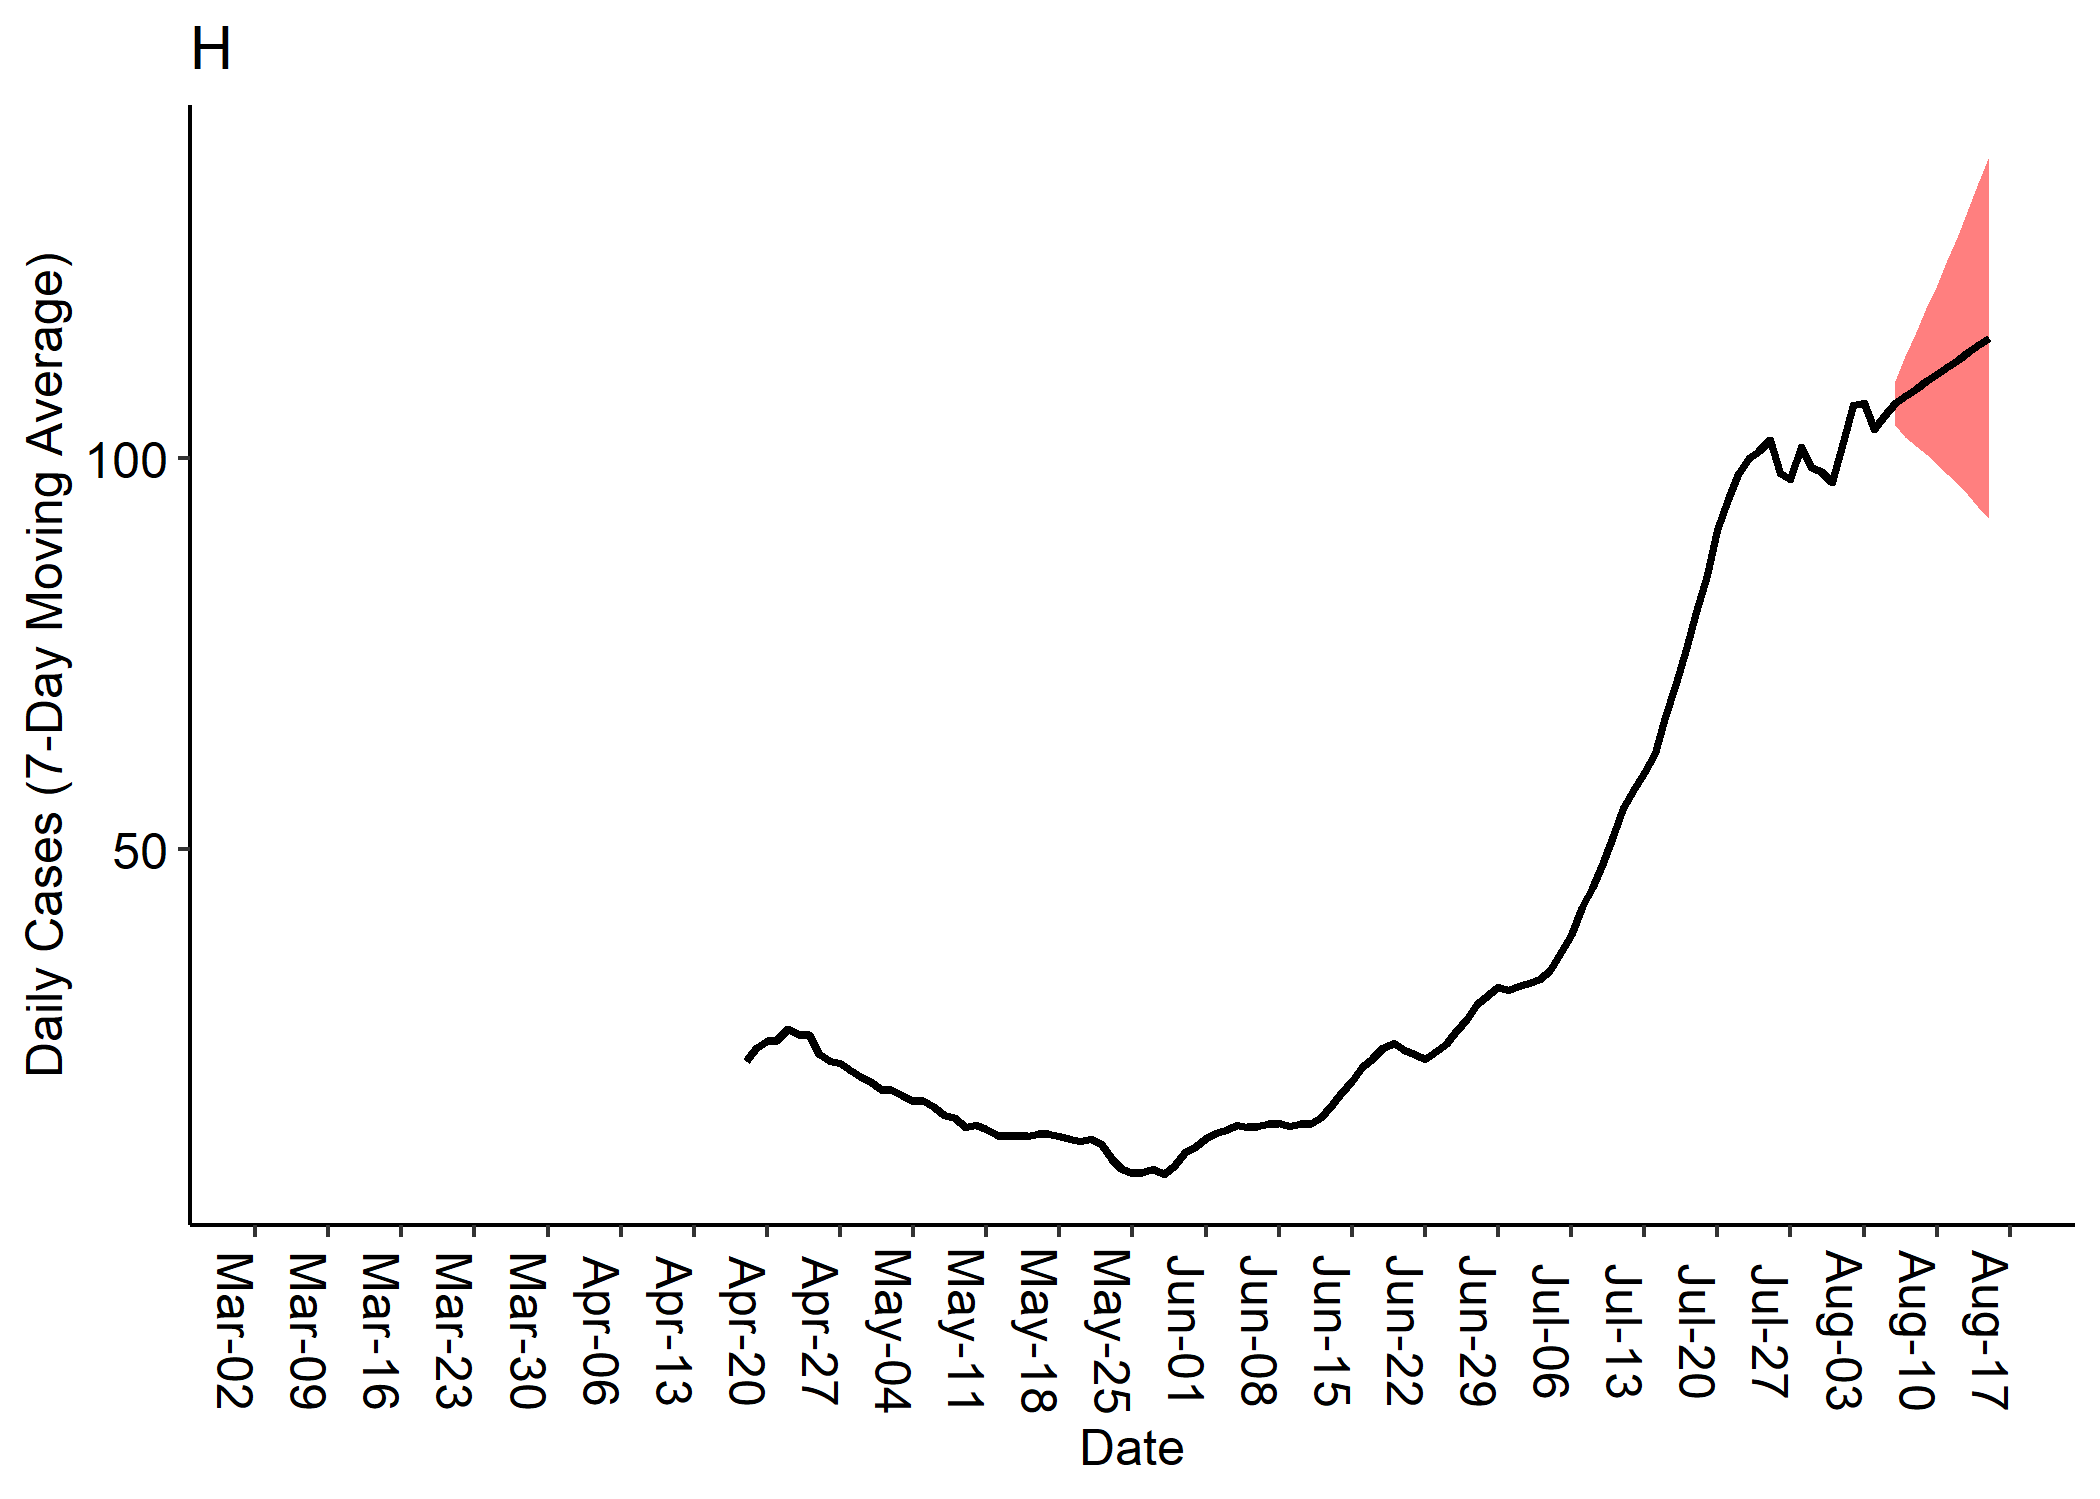 H
Daily Cases (7-Day Moving Average)
100
50
Mar-02
Mar-09
Mar-16
Mar-23
Mar-30
Apr-06
Apr-13
Apr-20
Apr-27
May-04
May-11
May-18
May-25
Jun-01
Jun-08
Jun-15
Jun-22
Jun-29
Jul-06
Jul-13
Jul-20
Jul-27
Aug-03
Aug-10
Aug-17
Date